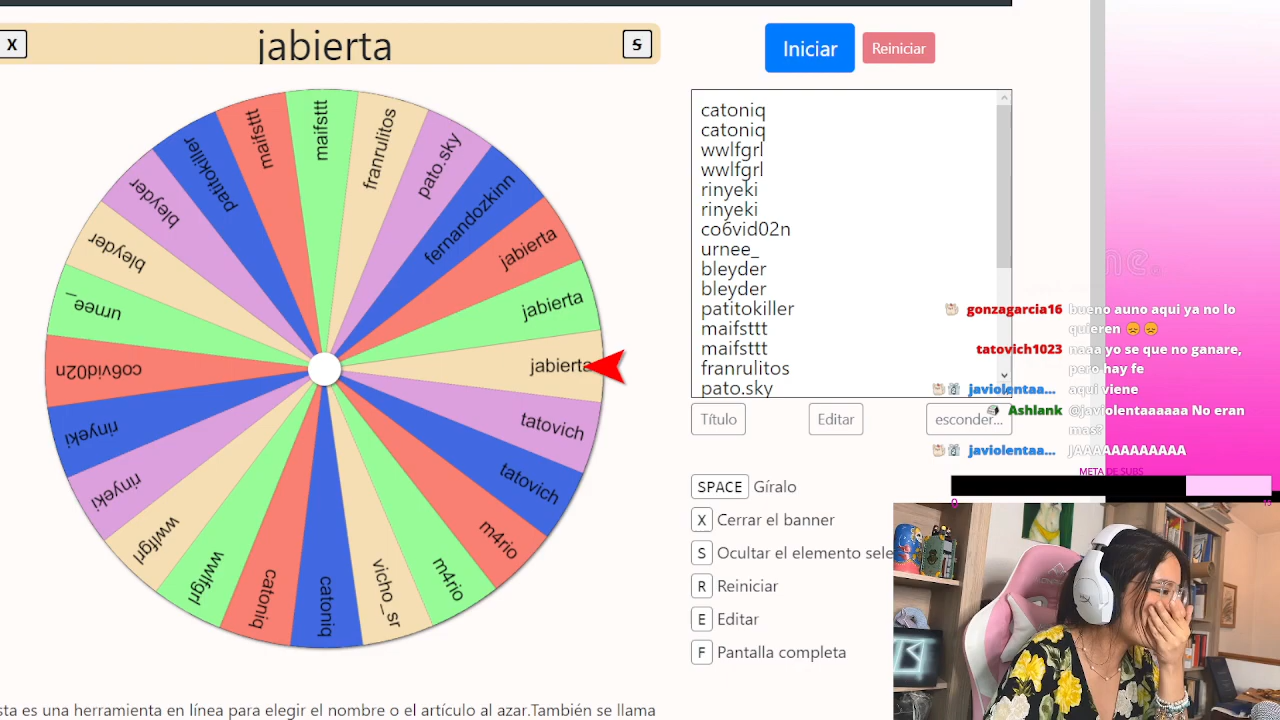 X
jabierta
S
Iniciar
Reiniciar
maifsttt
franrulitos
pato.sky
fernandozkinn
jabierta
jabierta
jabierta
tatovich
tatovich
m4rio
m4rio
vicho_sr
catoniq
catoniq
wwlfgrl
wwlfgrl
rinyeki
rinyeki
co6vid02n
urnee_
bleyder
bleyder
patitokiller
maifsttt
catoniq
catoniq
wwlfgrl
wwlfgrl
rinyeki
rinyeki
co6vid02n
urnee_
bleyder
bleyder
patitokiller
maifsttt
maifsttt
franrulitos
pato.sky
Título
Editar
esconder...
SPACE Gíralo
X Cerrar el banner
S Ocultar el elemento sele
R Reiniciar
E Editar
F Pantalla completa
sta es una herramienta en línea para elegir el nombre o el artículo al azar.También se llama
ne.
gonzagarcia16 bueno auno aqui ya no lo
quieren 😞😞
tatovich1023 naaa yo se que no ganare,
pero hay fe
javiolentaa... aqui viene
Ashlank @javiolentaaaaaa No eran
mas?
javiolentaa... JAAAAAAAAAAAA
META DE SUBS
0